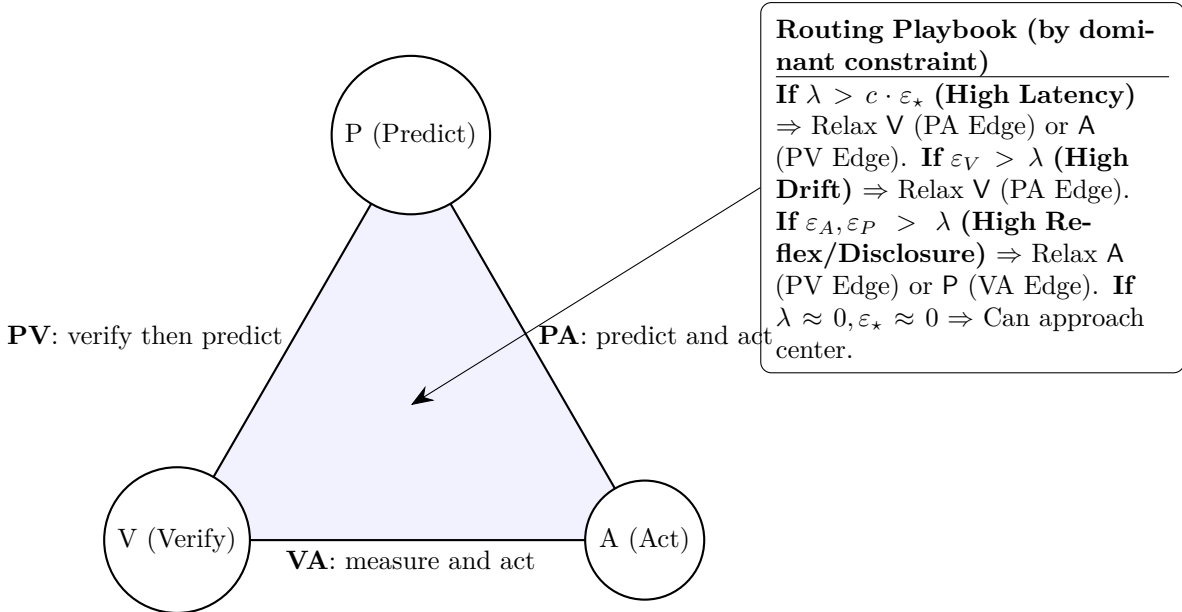 Routing Playbook (by domi-
nant constraint)
If λ > c · ε⋆ (High Latency)
⇒ Relax V (PA Edge) or A
(PV Edge). If εV > λ (High
Drift) ⇒ Relax V (PA Edge).
If εA, εP > λ (High Re-
flex/Disclosure) ⇒ Relax A
(PV Edge) or P (VA Edge). If
λ ≈ 0, ε⋆ ≈ 0 ⇒ Can approach
center.
P (Predict)
PV: verify then predict
PA: predict and act
V (Verify)
A (Act)
VA: measure and act